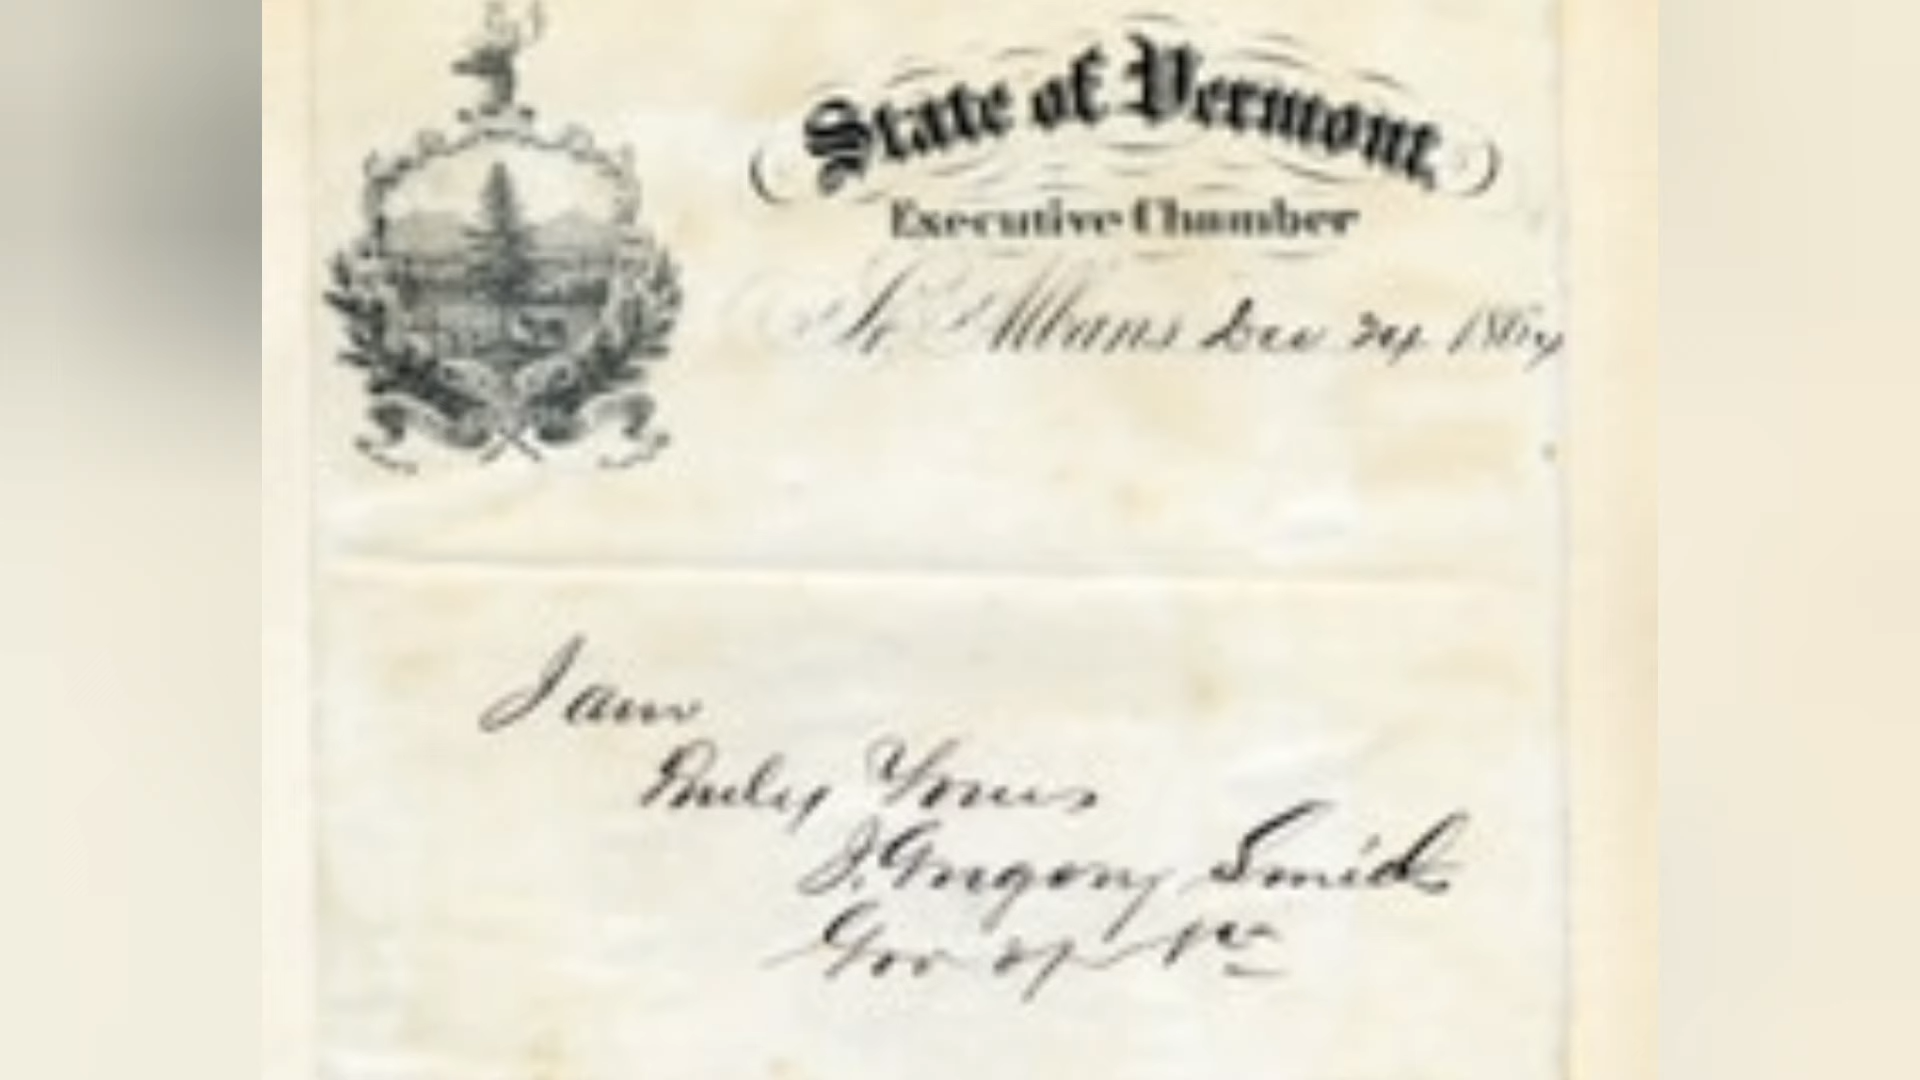 State of Vermont,
Executive Chamber
St. Albans Dec 24 1864
I am
Truly Yours
J. Gregory Smith
Gov of Vt